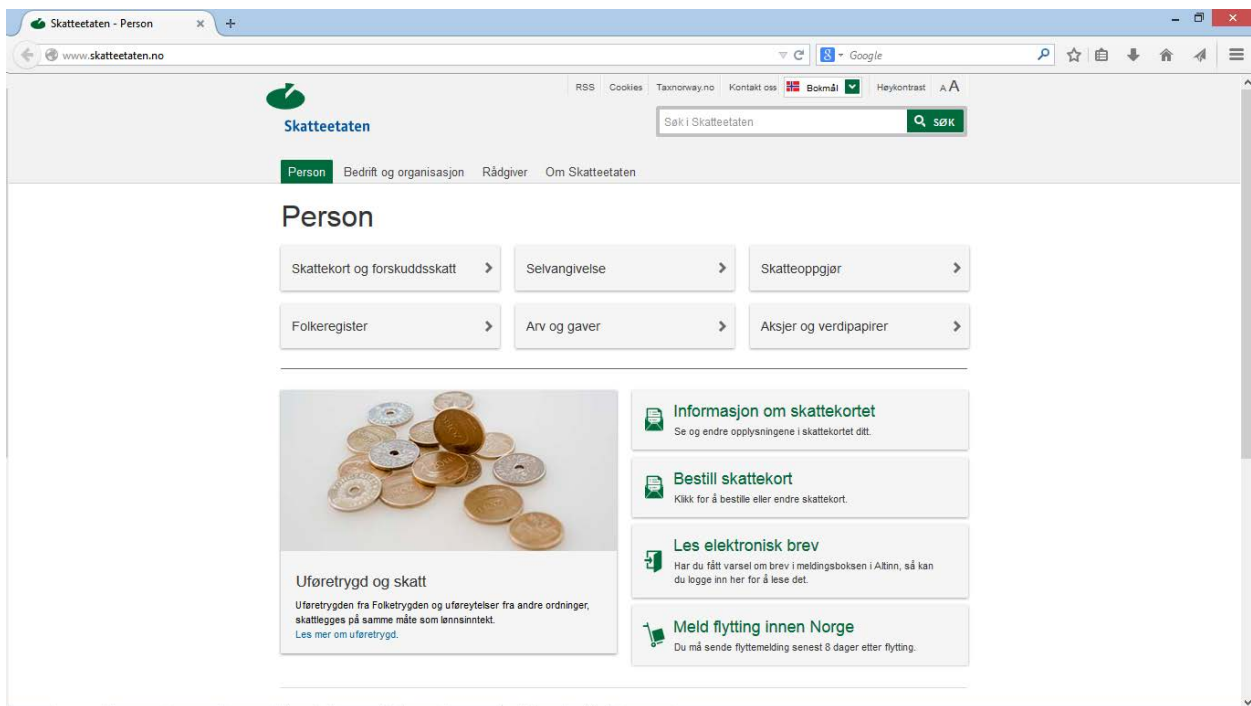 Skatteetaten - Person
www.skatteetaten.no
Google
RSS Cookies Taxnorway.no Kontakt oss Bokmål Høykontrast A A
Skatteetaten
Søk i Skatteetaten
SØK
Person Bedrift og organisasjon Rådgiver Om Skatteetaten
Person
Skattekort og forskuddsskatt
Selvangivelse
Skatteoppgjør
Folkeregister
Arv og gaver
Aksjer og verdipapirer
Uføretrygd og skatt
Uføretrygden fra Folketrygden og uføreytelser fra andre ordninger,
skattlegges på samme måte som lønnsinntekt.
Les mer om uføretrygd.
Informasjon om skattekortet
Se og endre opplysningene i skattekortet ditt.
Bestill skattekort
Klikk for å bestille eller endre skattekort.
Les elektronisk brev
Har du fått varsel om brev i meldingsboksen i Altinn, så kan
du logge inn her for å lese det.
Meld flytting innen Norge
Du må sende flyttemelding senest 8 dager etter flytting.